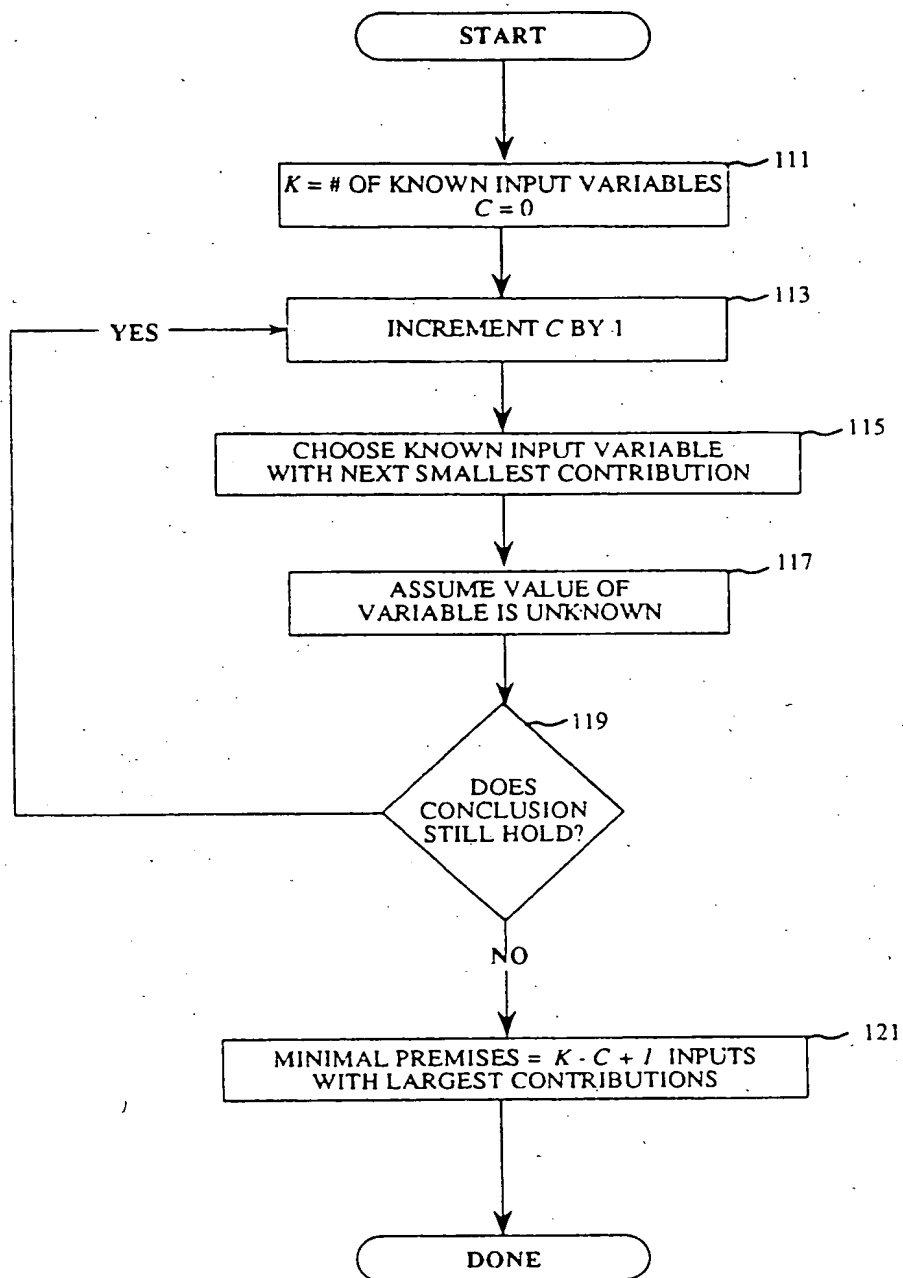 START
111
K = # OF KNOWN INPUT VARIABLES
C = 0
113
INCREMENT C BY 1
YES
115
CHOOSE KNOWN INPUT VARIABLE
WITH NEXT SMALLEST CONTRIBUTION
117
ASSUME VALUE OF
VARIABLE IS UNKNOWN
119
DOES
CONCLUSION
STILL HOLD?
NO
121
MINIMAL PREMISES = K - C + 1 INPUTS
WITH LARGEST CONTRIBUTIONS
DONE